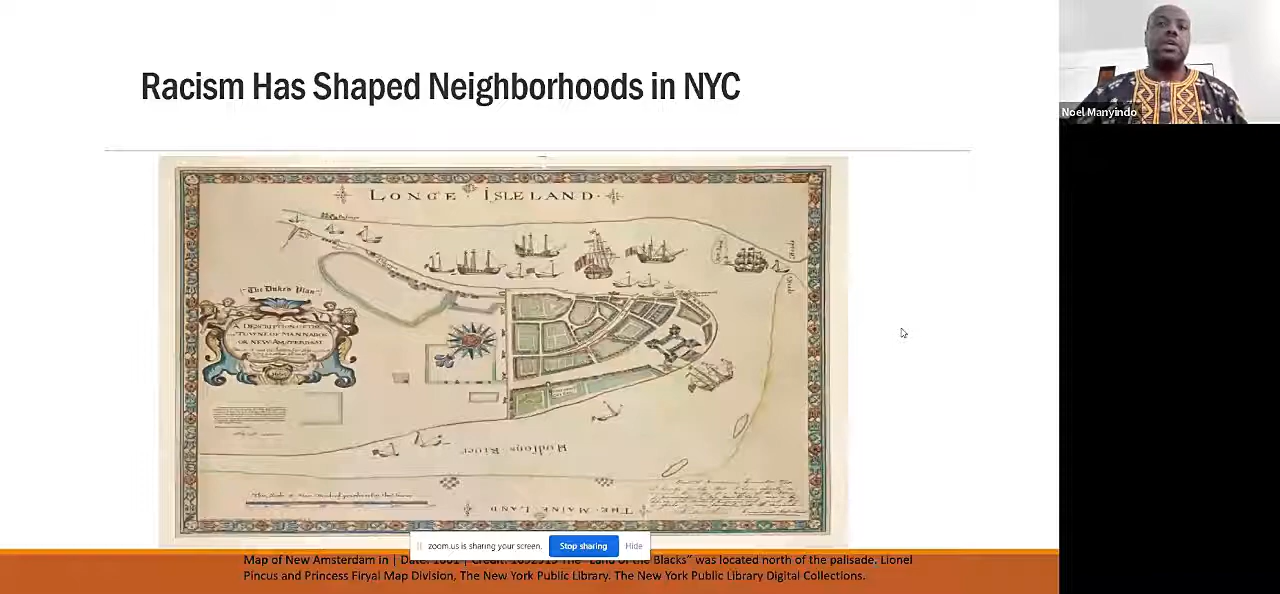 Racism Has Shaped Neighborhoods in NYC
Noel Manyindo
LONGE ISLELAND
The Duke's Plan
A DESCRIPTION OF THE
TOWNE OF MANNADOS
OR NEW AMSTERDAM
Hudsons River
THE MAINE LAND
zoom.us is sharing your screen.
Stop sharing
Hide
Map of New Amsterdam in | Date: 1661 | Credit: 1692919 The "Land of the Blacks" was located north of the palisade, Lionel
Pincus and Princess Firyal Map Division, The New York Public Library. The New York Public Library Digital Collections.